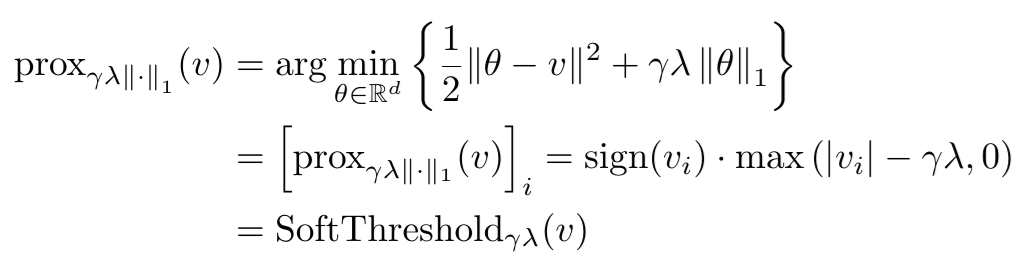 prox_{γλ‖·‖₁}(v) = arg min_{θ∈ℝ^d} { \frac{1}{2}‖θ − v‖² + γλ ‖θ‖₁ }
= [prox_{γλ‖·‖₁}(v)]_i = sign(v_i) · max (|v_i| − γλ, 0)
= SoftThreshold_{γλ}(v)